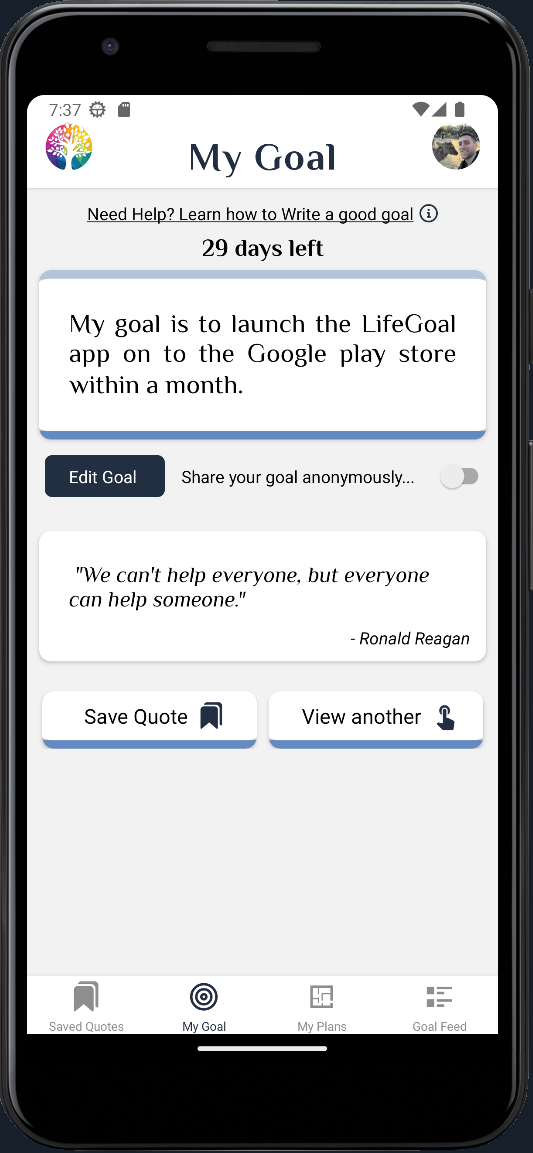 7:37
My Goal
Need Help? Learn how to Write a good goal
29 days left
My goal is to launch the LifeGoal
app on to the Google play store
within a month.
Edit Goal
Share your goal anonymously...
"We can't help everyone, but everyone
can help someone."
- Ronald Reagan
Save Quote
View another
Saved Quotes
My Goal
My Plans
Goal Feed